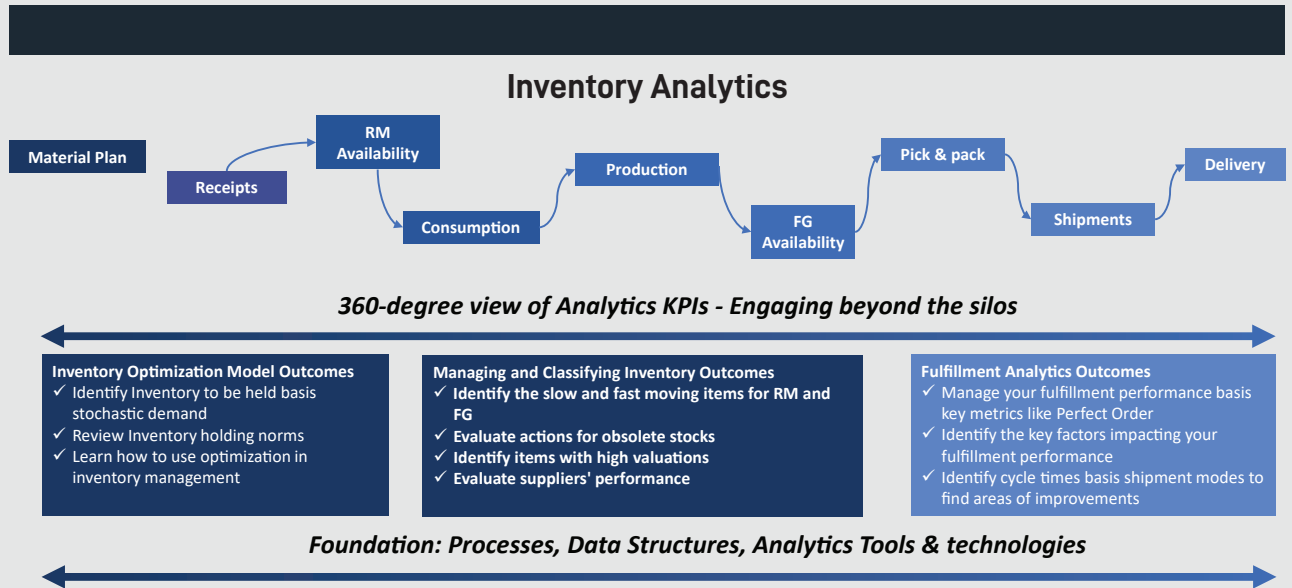 Inventory Analytics
Material Plan
Receipts
RM
Availability
Consumption
Production
FG
Availability
Pick & pack
Shipments
Delivery
360-degree view of Analytics KPIs - Engaging beyond the silos
Inventory Optimization Model Outcomes
✓ Identify Inventory to be held basis
stochastic demand
✓ Review Inventory holding norms
✓ Learn how to use optimization in
inventory management
Managing and Classifying Inventory Outcomes
✓ Identify the slow and fast moving items for RM and
FG
✓ Evaluate actions for obsolete stocks
✓ Identify items with high valuations
✓ Evaluate suppliers' performance
Fulfillment Analytics Outcomes
✓ Manage your fulfillment performance basis
key metrics like Perfect Order
✓ Identify the key factors impacting your
fulfillment performance
✓ Identify cycle times basis shipment modes to
find areas of improvements
Foundation: Processes, Data Structures, Analytics Tools & technologies